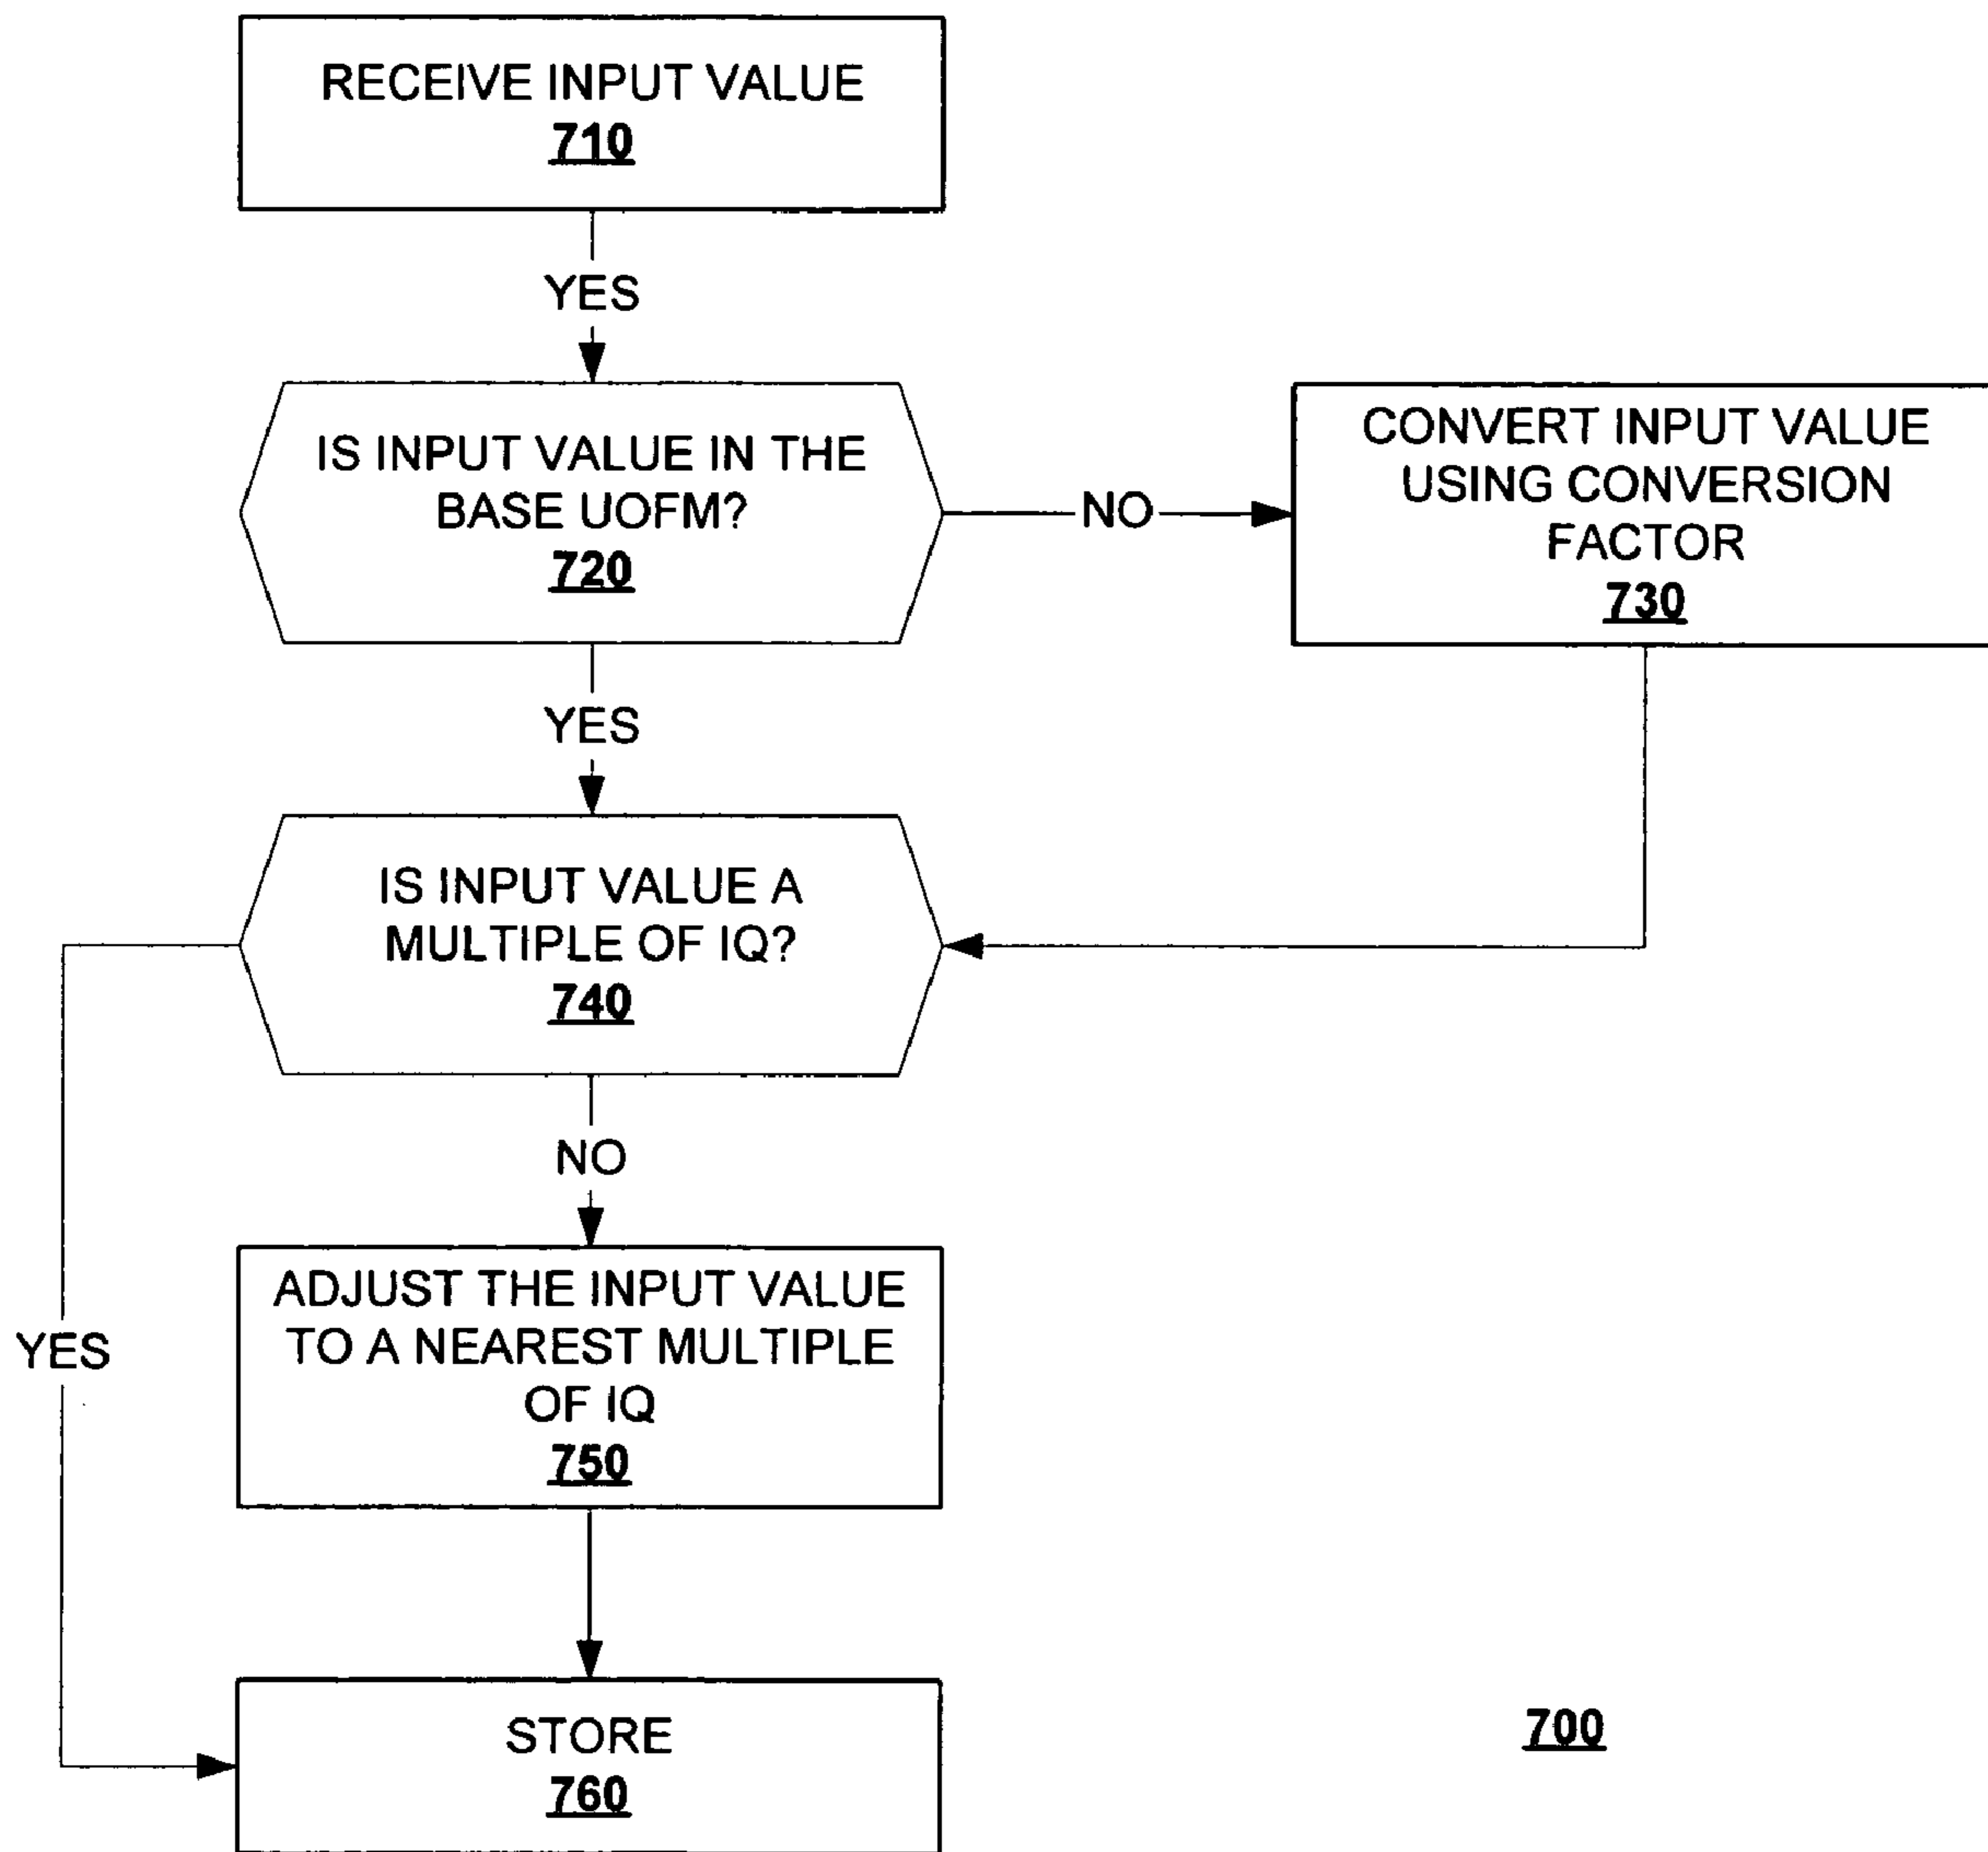 RECEIVE INPUT VALUE
710
YES
IS INPUT VALUE IN THE
BASE UOFM?
720
NO
CONVERT INPUT VALUE
USING CONVERSION
FACTOR
730
YES
IS INPUT VALUE A
MULTIPLE OF IQ?
740
NO
YES
ADJUST THE INPUT VALUE
TO A NEAREST MULTIPLE
OF IQ
750
STORE
760
700